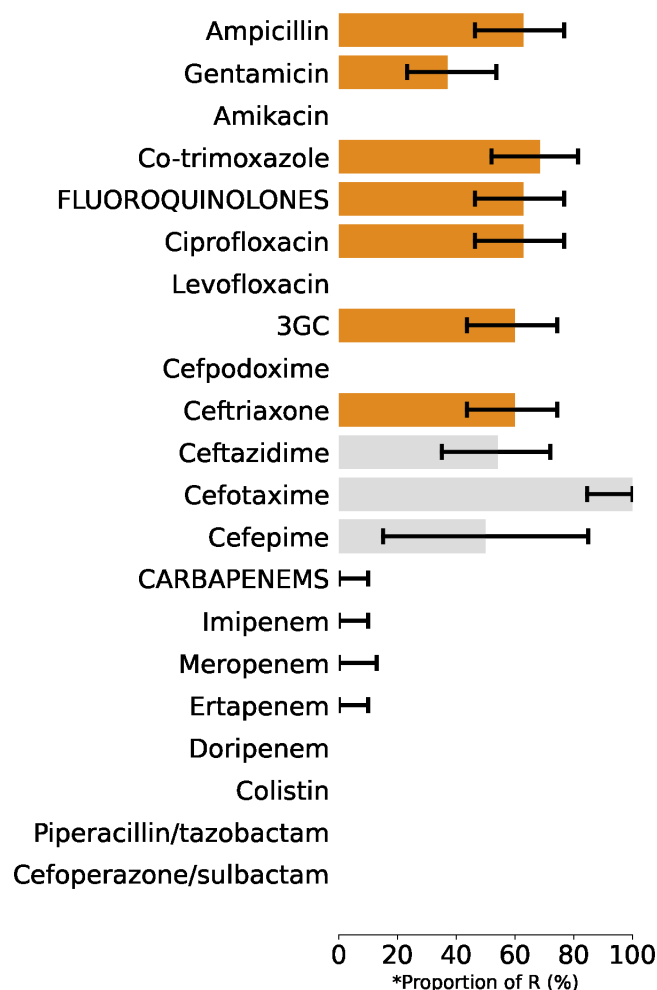 Ampicillin
Gentamicin
Amikacin
Co-trimoxazole
FLUOROQUINOLONES
Ciprofloxacin
Levofloxacin
3GC
Cefpodoxime
Ceftriaxone
Ceftazidime
Cefotaxime
Cefepime
CARBAPENEMS
Imipenem
Meropenem
Ertapenem
Doripenem
Colistin
Piperacillin/tazobactam
Cefoperazone/sulbactam
0 20 40 60 80 100
*Proportion of R (%)